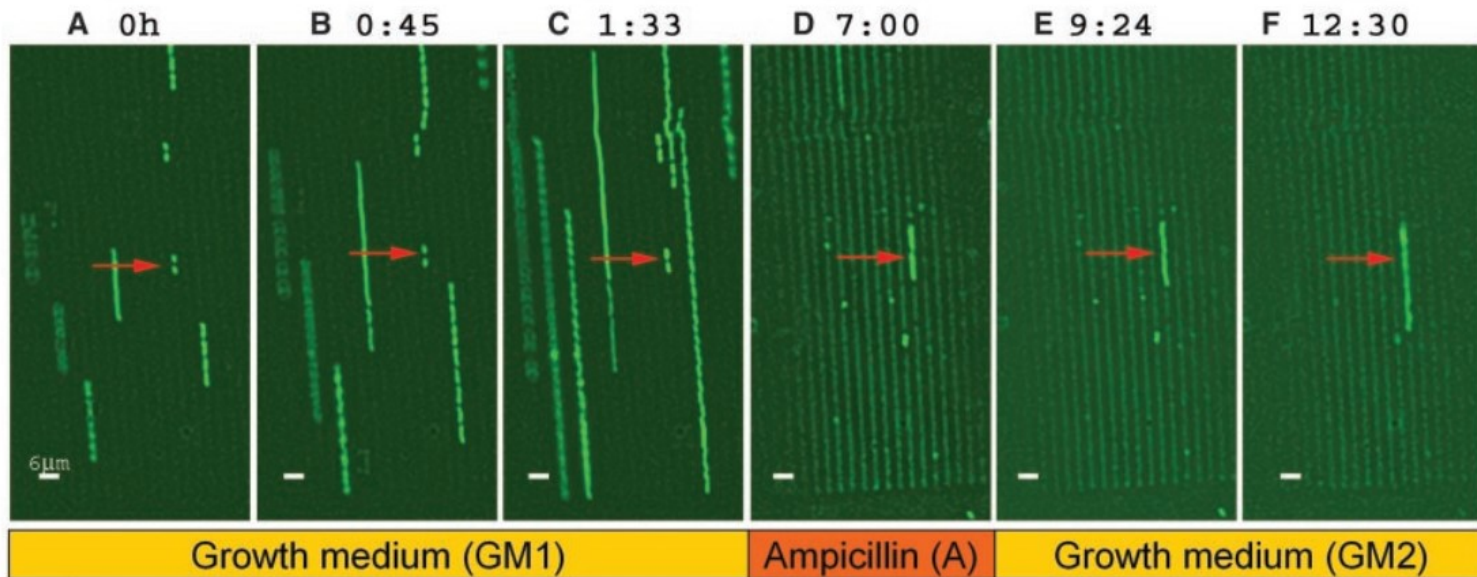 A 0h B 0:45 C 1:33 D 7:00 E 9:24 F 12:30
6µm
Growth medium (GM1) Ampicillin (A) Growth medium (GM2)